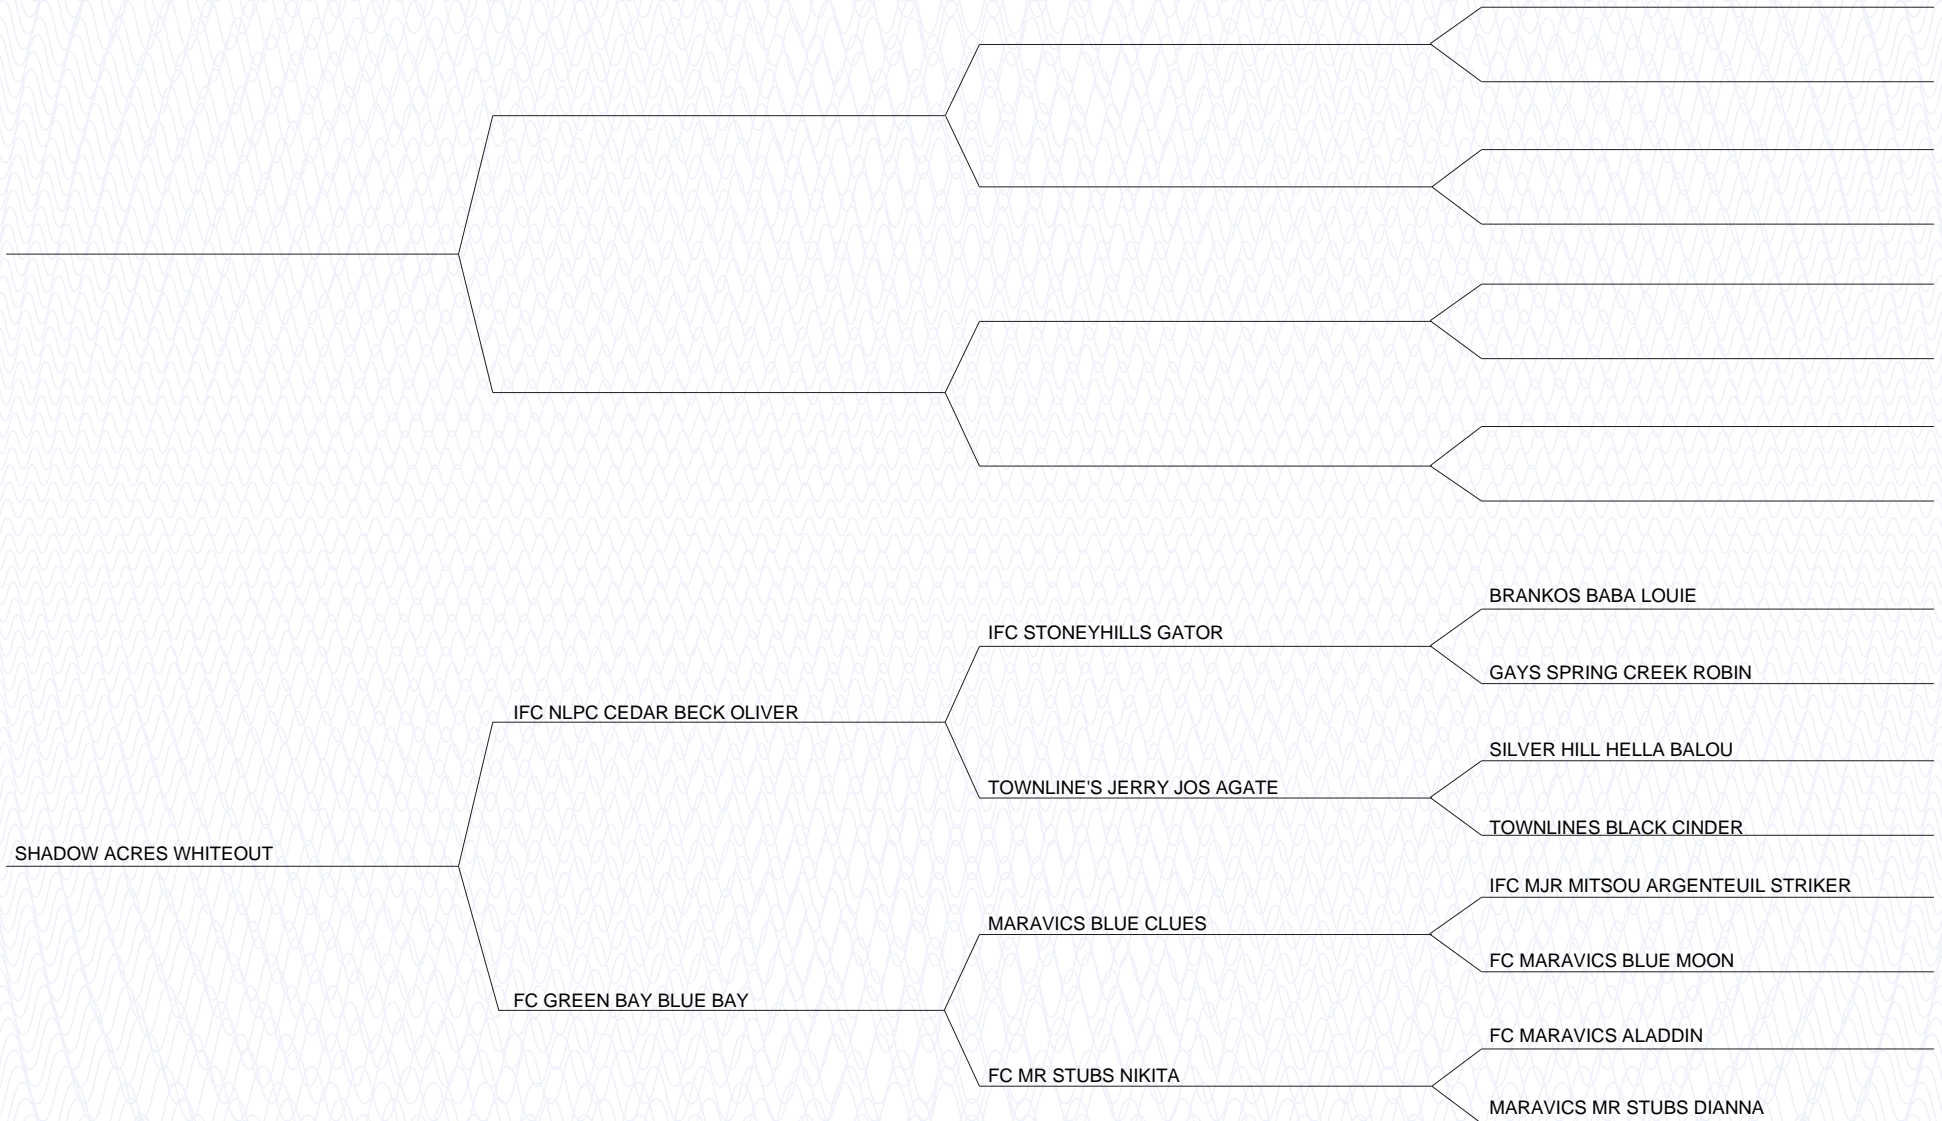 BRANKOS BABA LOUIE
IFC STONEYHILLS GATOR
GAYS SPRING CREEK ROBIN
IFC NLPC CEDAR BECK OLIVER
SILVER HILL HELLA BALOU
TOWNLINE'S JERRY JOS AGATE
TOWNLINES BLACK CINDER
SHADOW ACRES WHITEOUT
IFC MJR MITSOU ARGENTEUIL STRIKER
MARAVICS BLUE CLUES
FC MARAVICS BLUE MOON
FC GREEN BAY BLUE BAY
FC MARAVICS ALADDIN
FC MR STUBS NIKITA
MARAVICS MR STUBS DIANNA